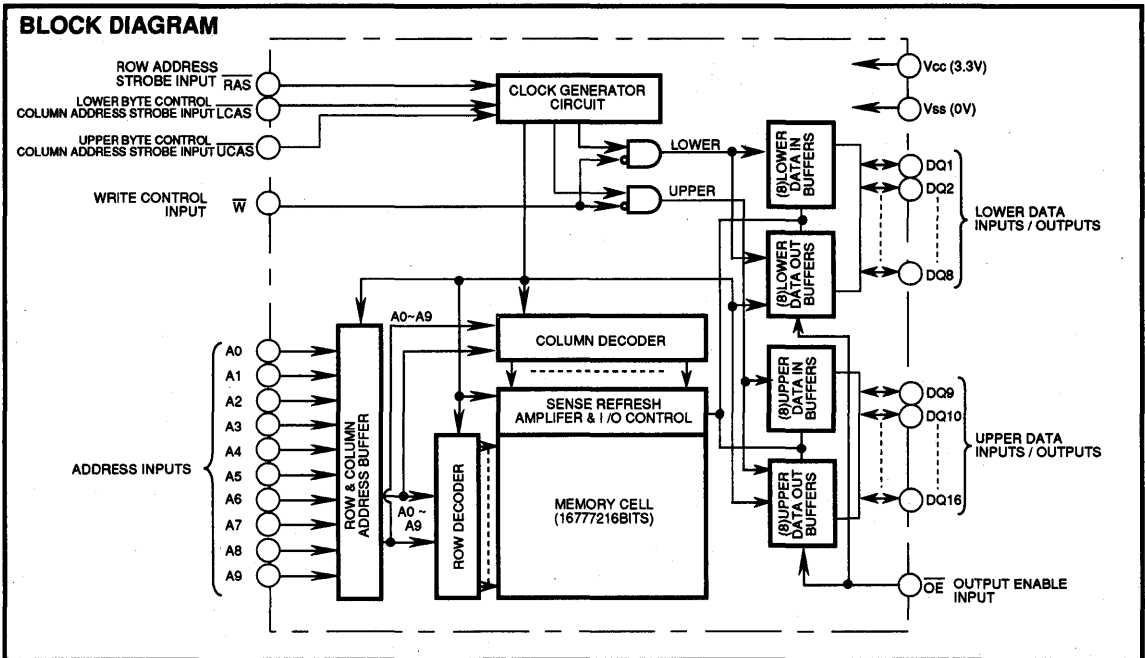 BLOCK DIAGRAM
ROW ADDRESS
STROBE INPUT RAS
LOWER BYTE CONTROL
COLUMN ADDRESS STROBE INPUT LCAS
UPPER BYTE CONTROL
COLUMN ADDRESS STROBE INPUT UCAS
WRITE CONTROL
INPUT W
CLOCK GENERATOR
CIRCUIT
LOWER
UPPER
Vcc (3.3V)
Vss (0V)
(8)LOWER
DATA IN
BUFFERS
(8)LOWER
DATA OUT
BUFFERS
DQ1
DQ2
DQ8
LOWER DATA
INPUTS / OUTPUTS
A0~A9
COLUMN DECODER
SENSE REFRESH
AMPLIFER & I /O CONTROL
MEMORY CELL
(16777216BITS)
ROW DECODER
A0 ~
A9
ROW & COLUMN
ADDRESS BUFFER
ADDRESS INPUTS
A0
A1
A2
A3
A4
A5
A6
A7
A8
A9
(8)UPPER
DATA IN
BUFFERS
(8)UPPER
DATA OUT
BUFFERS
DQ9
DQ10
DQ16
UPPER DATA
INPUTS / OUTPUTS
OE OUTPUT ENABLE
INPUT